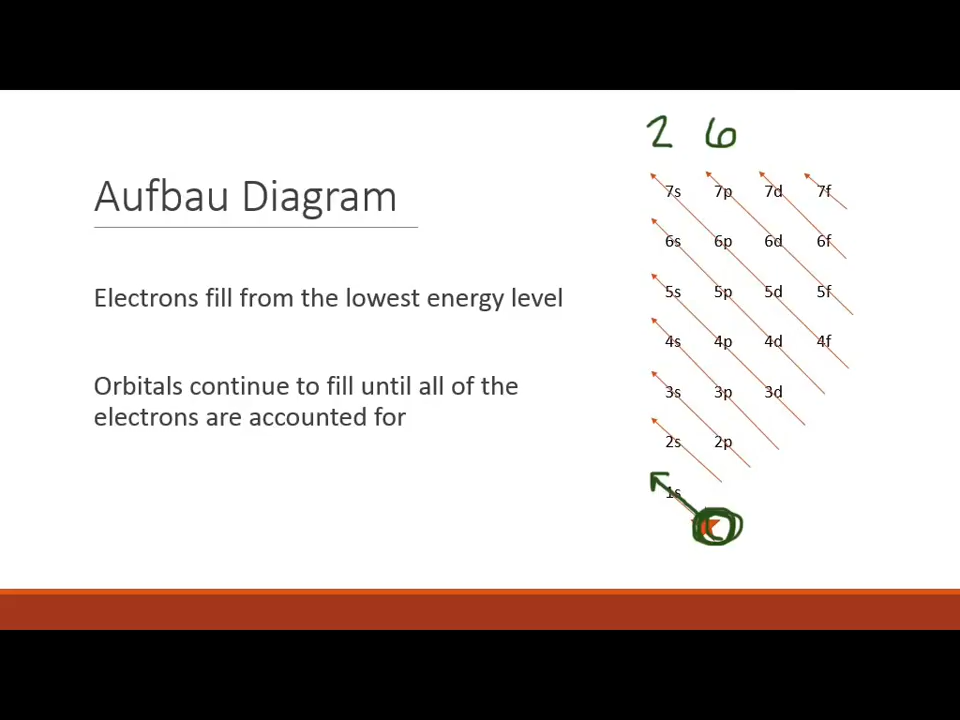 2 6
Aufbau Diagram
Electrons fill from the lowest energy level
Orbitals continue to fill until all of the
electrons are accounted for
7s 7p 7d 7f
6s 6p 6d 6f
5s 5p 5d 5f
4s 4p 4d 4f
3s 3p 3d
2s 2p
1s